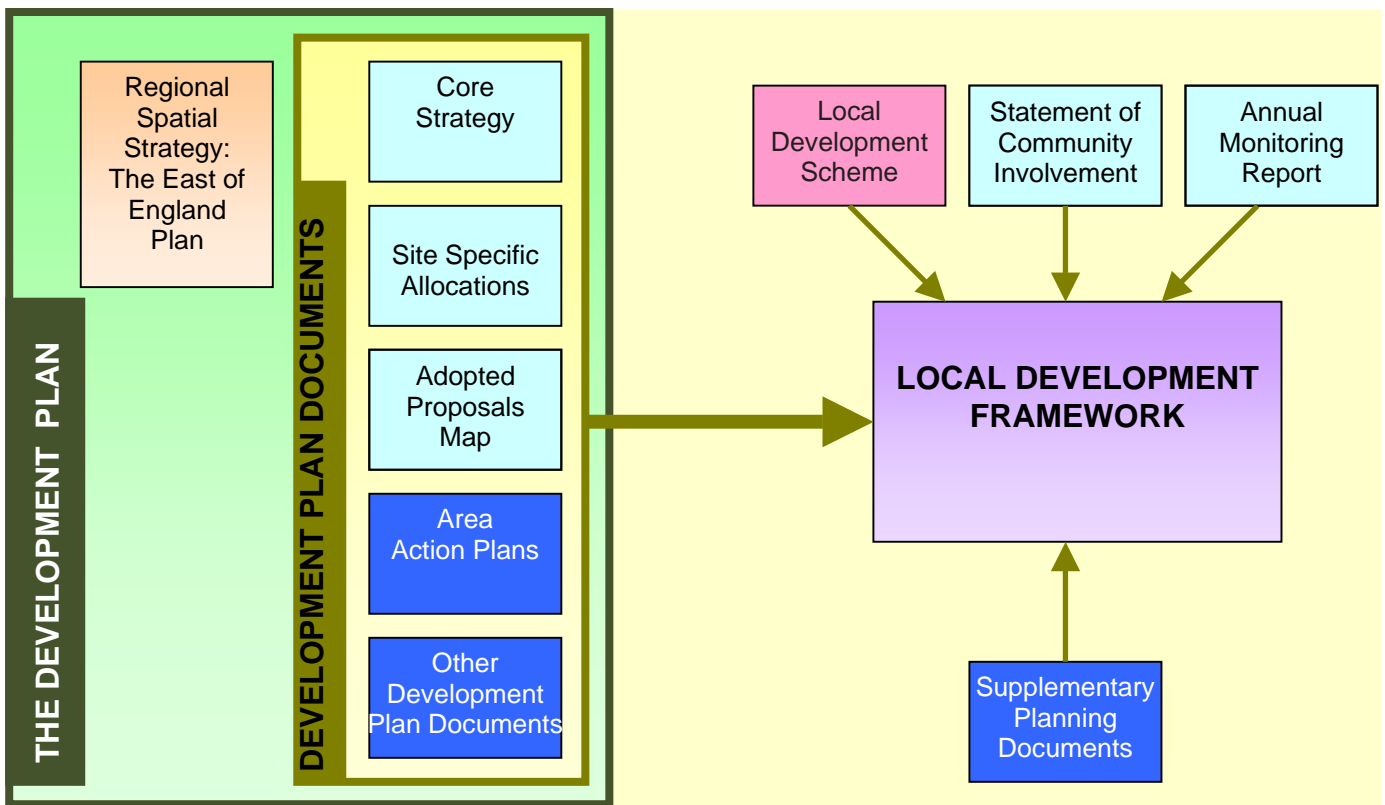 THE DEVELOPMENT PLAN
Regional
Spatial
Strategy:
The East of
England
Plan
DEVELOPMENT PLAN DOCUMENTS
Core
Strategy
Site Specific
Allocations
Adopted
Proposals
Map
Area
Action Plans
Other
Development
Plan Documents
Local
Development
Scheme
Statement of
Community
Involvement
Annual
Monitoring
Report
LOCAL DEVELOPMENT
FRAMEWORK
Supplementary
Planning
Documents